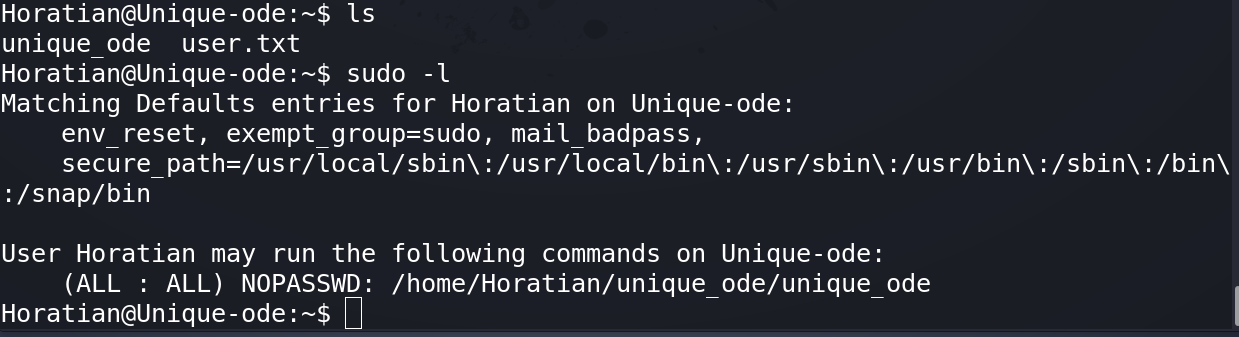 Horatian@Unique-ode:~$ ls
unique_ode  user.txt
Horatian@Unique-ode:~$ sudo -l
Matching Defaults entries for Horatian on Unique-ode:
    env_reset, exempt_group=sudo, mail_badpass,
    secure_path=/usr/local/sbin\:/usr/local/bin\:/usr/sbin\:/usr/bin\:/sbin\:/bin\
:/snap/bin

User Horatian may run the following commands on Unique-ode:
    (ALL : ALL) NOPASSWD: /home/Horatian/unique_ode/unique_ode
Horatian@Unique-ode:~$